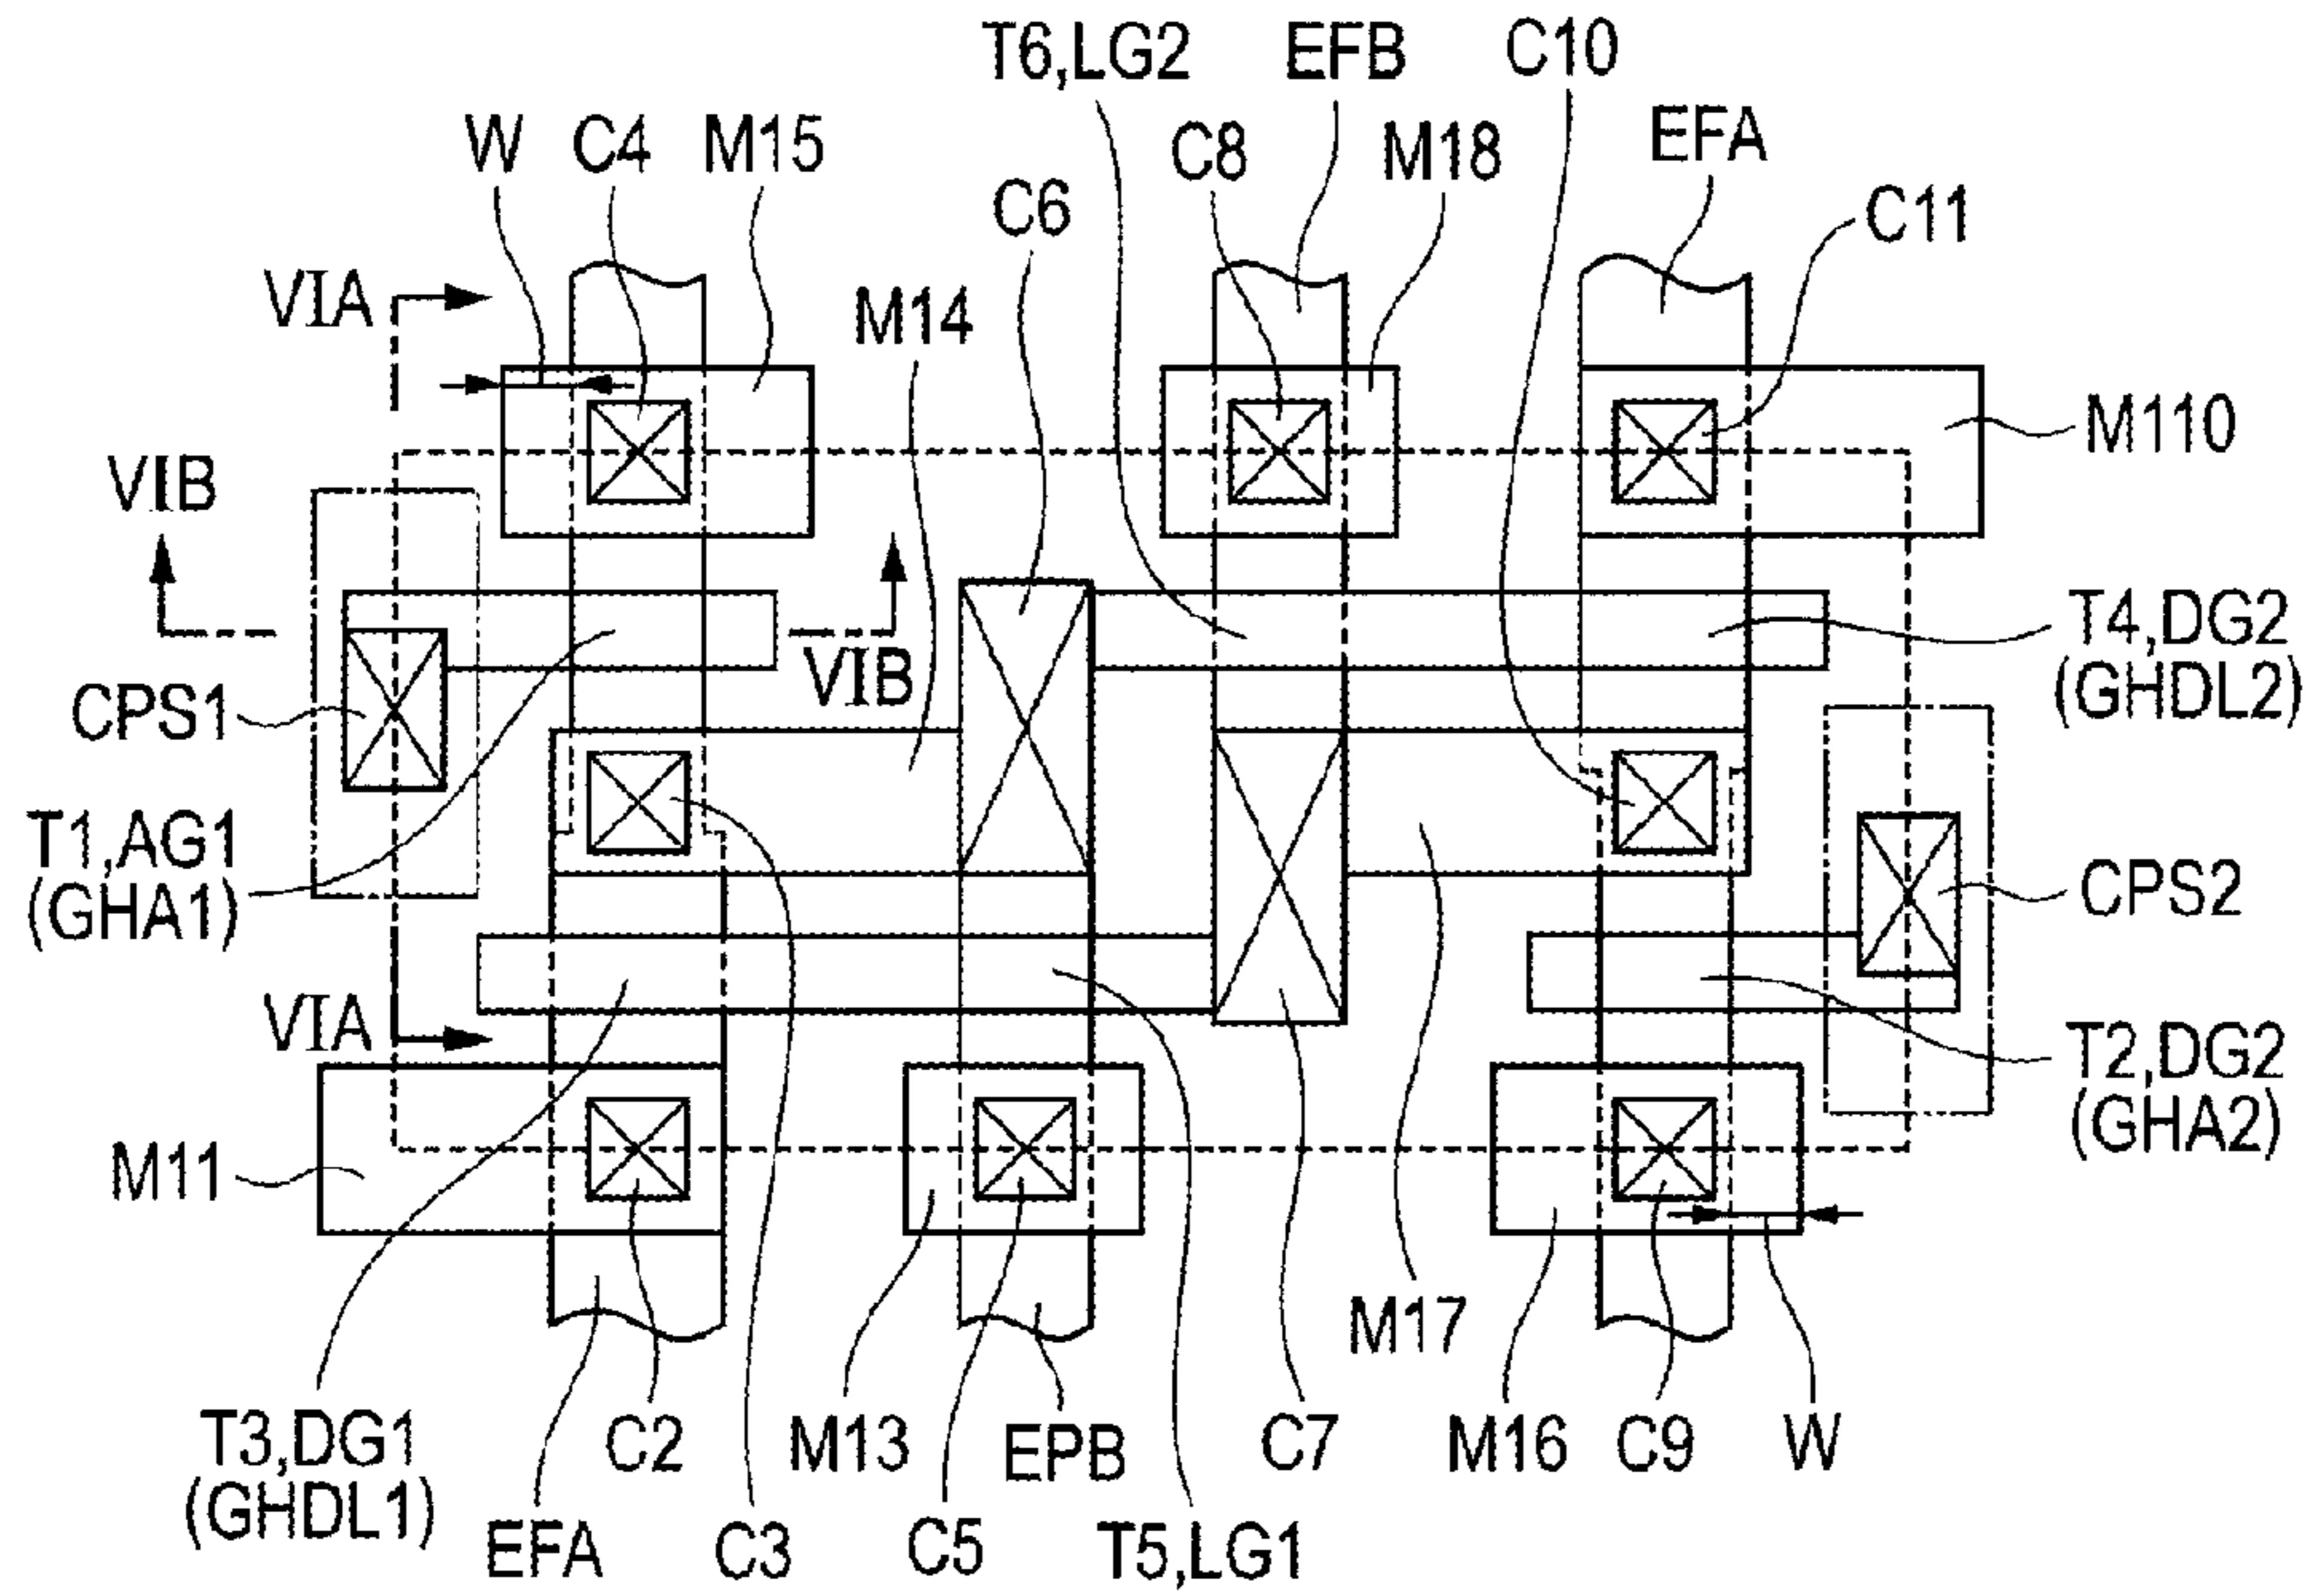 T6,LG2
EFB
C10
W
C4
M15
C8
M18
EFA
C6
C11
VIA
M14
M110
VIB
T4,DG2
(GHDL2)
CPS1
VIB
T1,AG1
(GHA1)
CPS2
VIA
T2,DG2
(GHA2)
M11
M17
T3,DG1
(GHDL1)
C2
M13
EPB
C7
M16
C9
W
EFA
C3
C5
T5,LG1